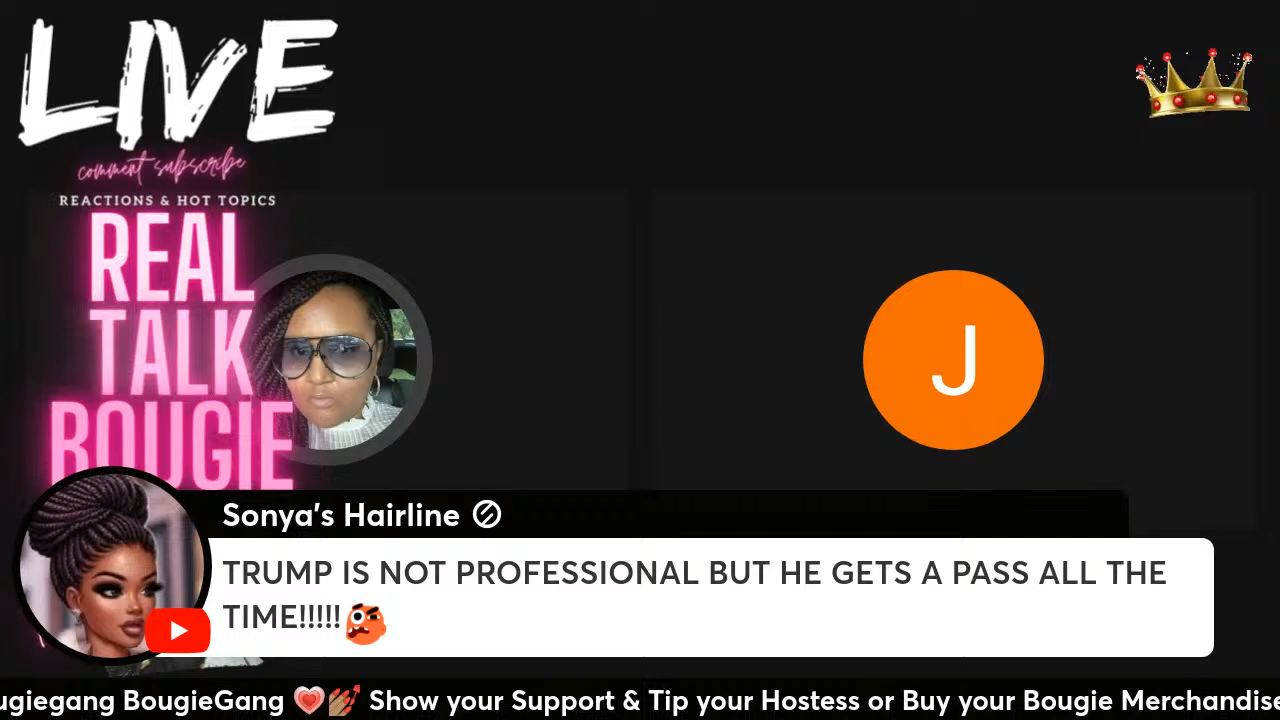 LIVE
comment subscribe
REACTIONS & HOT TOPICS
REAL
TALK
BOUGIE
J
Sonya's Hairline
TRUMP IS NOT PROFESSIONAL BUT HE GETS A PASS ALL THE
TIME!!!!!
ugiegang BougieGang 💗💅🏽 Show your Support & Tip your Hostess or Buy your Bougie Merchandise